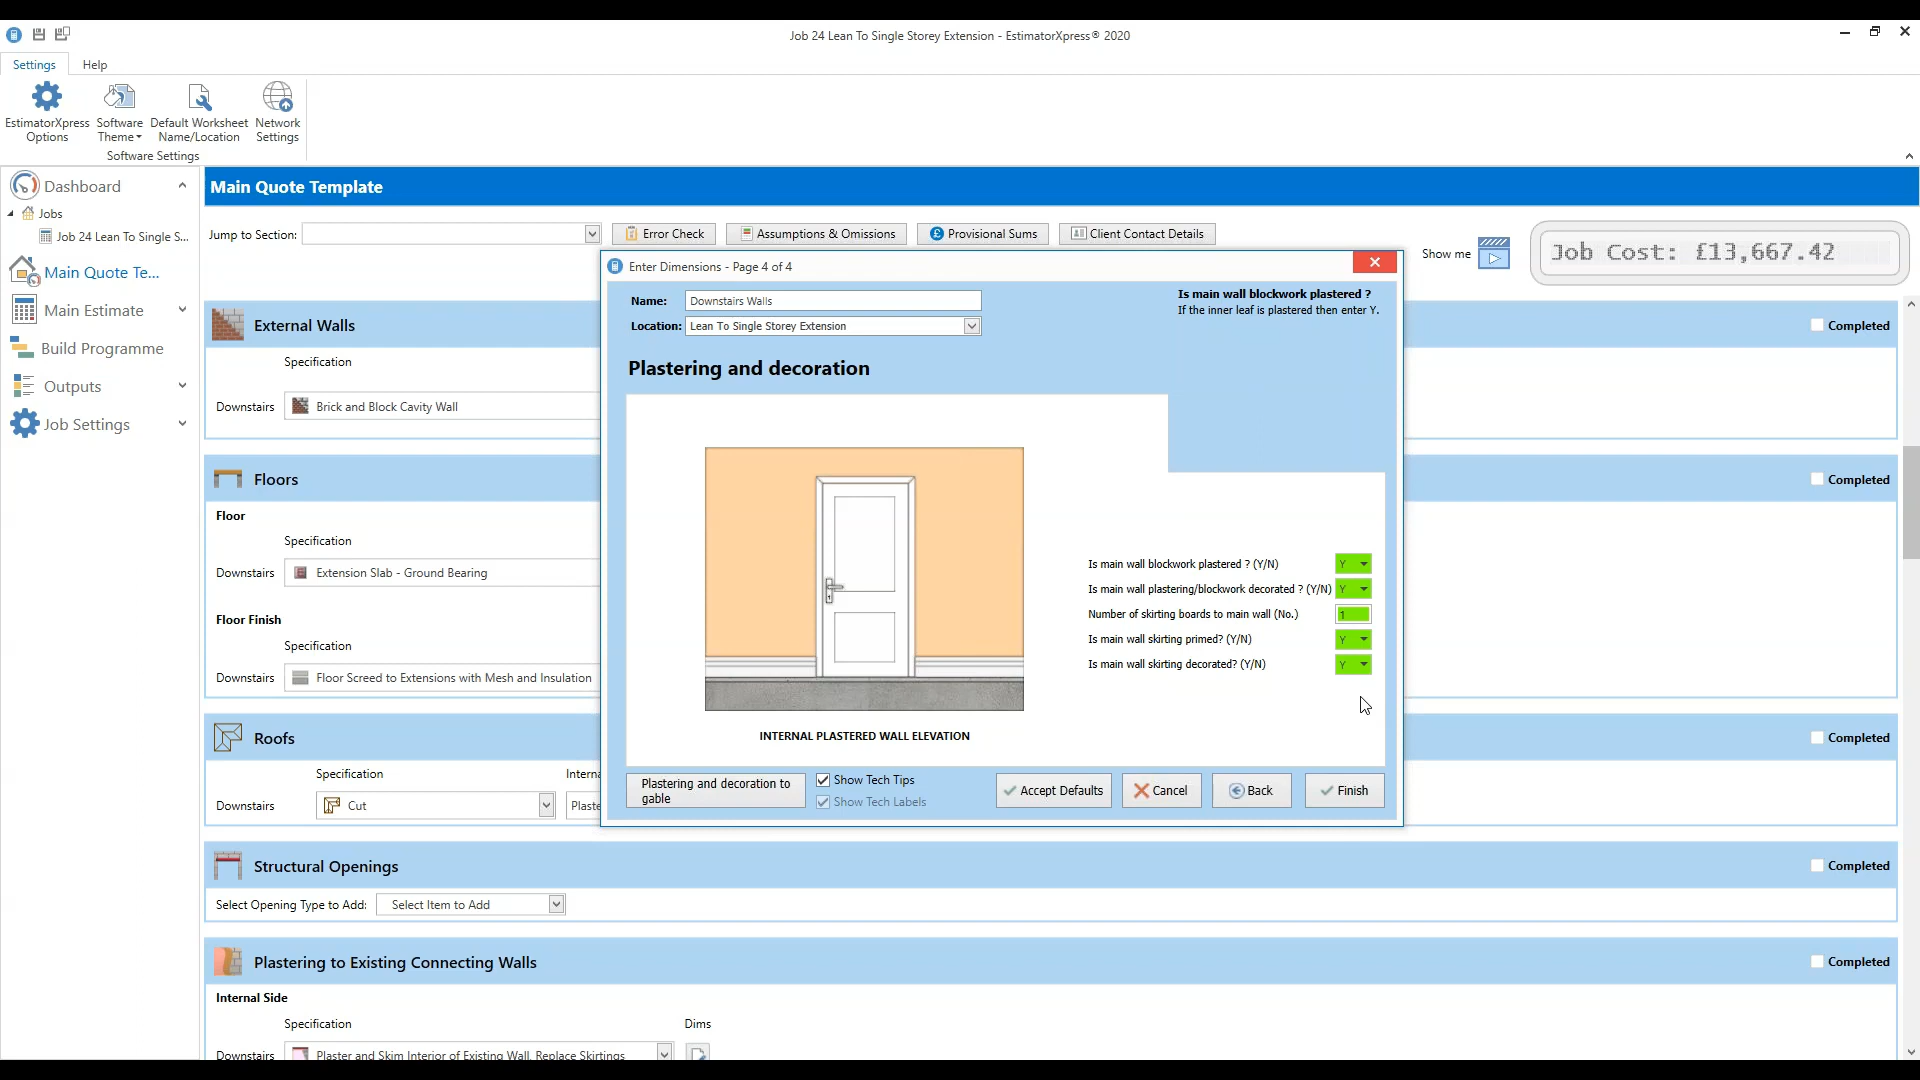 Job 24 Lean To Single Storey Extension - EstimatorXpress® 2020
Settings
Help
EstimatorXpress
Options
Software
Theme
Default Worksheet
Name/Location
Network
Settings
Software Settings
Dashboard
Jobs
Job 24 Lean To Single S...
Main Quote Te...
Main Estimate
Build Programme
Outputs
Job Settings
Main Quote Template
Jump to Section:
Error Check
Assumptions & Omissions
Provisional Sums
Client Contact Details
Show me
Job Cost: £13,667.42
External Walls
Completed
Specification
Downstairs
Brick and Block Cavity Wall
Floors
Completed
Floor
Specification
Downstairs
Extension Slab - Ground Bearing
Floor Finish
Specification
Downstairs
Floor Screed to Extensions with Mesh and Insulation
Roofs
Completed
Specification
Interna
Downstairs
Cut
Plaste
Structural Openings
Completed
Select Opening Type to Add:
Select Item to Add
Plastering to Existing Connecting Walls
Completed
Internal Side
Specification
Dims
Downstairs
Plaster and Skim Interior of Existing Wall, Replace Skirtings
Enter Dimensions - Page 4 of 4
Name:
Downstairs Walls
Location:
Lean To Single Storey Extension
Is main wall blockwork plastered ?
If the inner leaf is plastered then enter Y.
Plastering and decoration
Is main wall blockwork plastered ? (Y/N)
Y
Is main wall plastering/blockwork decorated ? (Y/N)
Y
Number of skirting boards to main wall (No.)
1
Is main wall skirting primed? (Y/N)
Y
Is main wall skirting decorated? (Y/N)
Y
INTERNAL PLASTERED WALL ELEVATION
Plastering and decoration to
gable
Show Tech Tips
Show Tech Labels
Accept Defaults
Cancel
Back
Finish